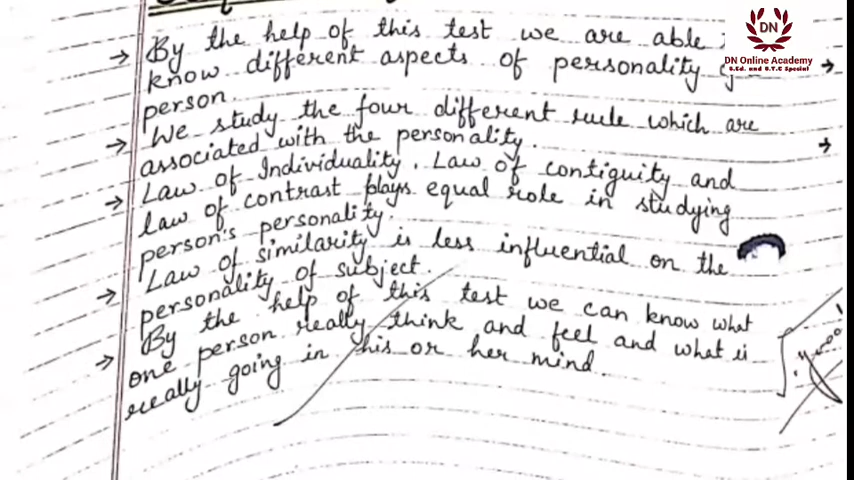 DN
DN Online Academy
B.Ed. and B.T.C Special
→ By the help of this test we are able
know different aspects of personality
person.
→ We study the four different rule which are
associated with the personality.
→ Law of Individuality. Law of contiguity and
law of contrast plays equal role in studying
person's personality.
→ Law of similarity is less influential on the
personality of subject.
→ By the help of this test we can know what
one person really think and feel and what is
really going in his or her mind.